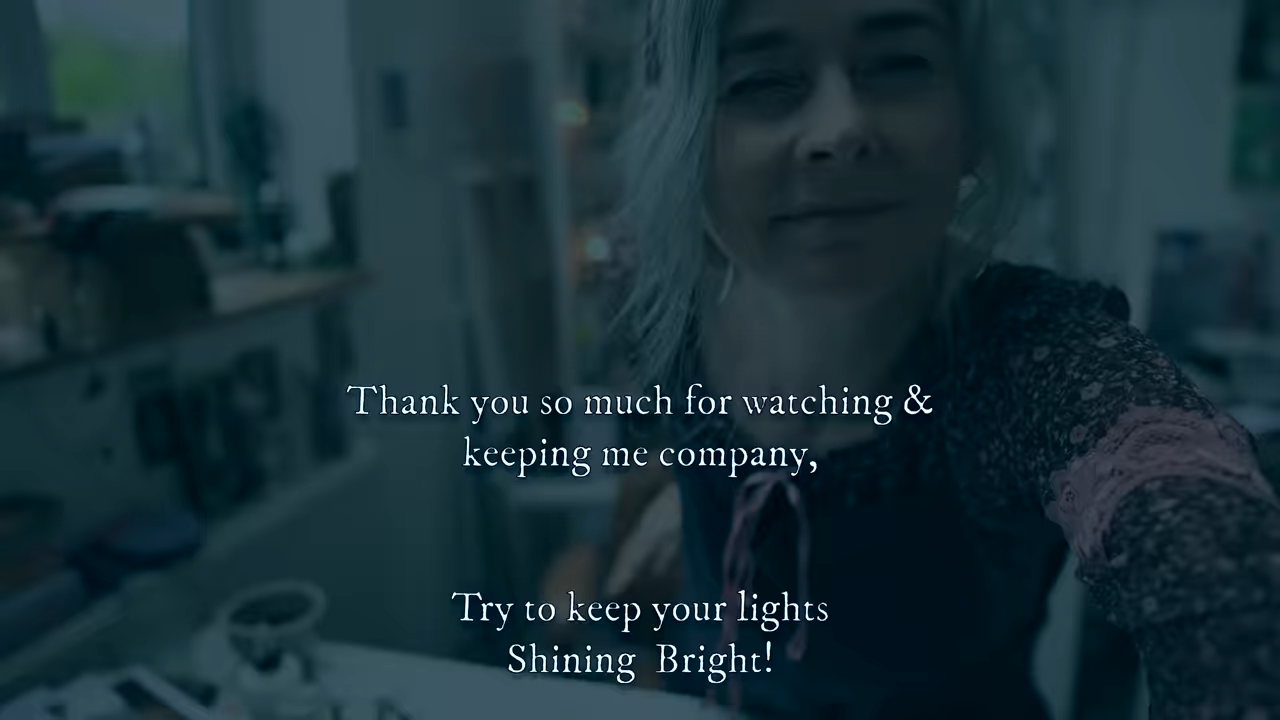 Thank you so much for watching &
keeping me company,
Try to keep your lights
Shining Bright!